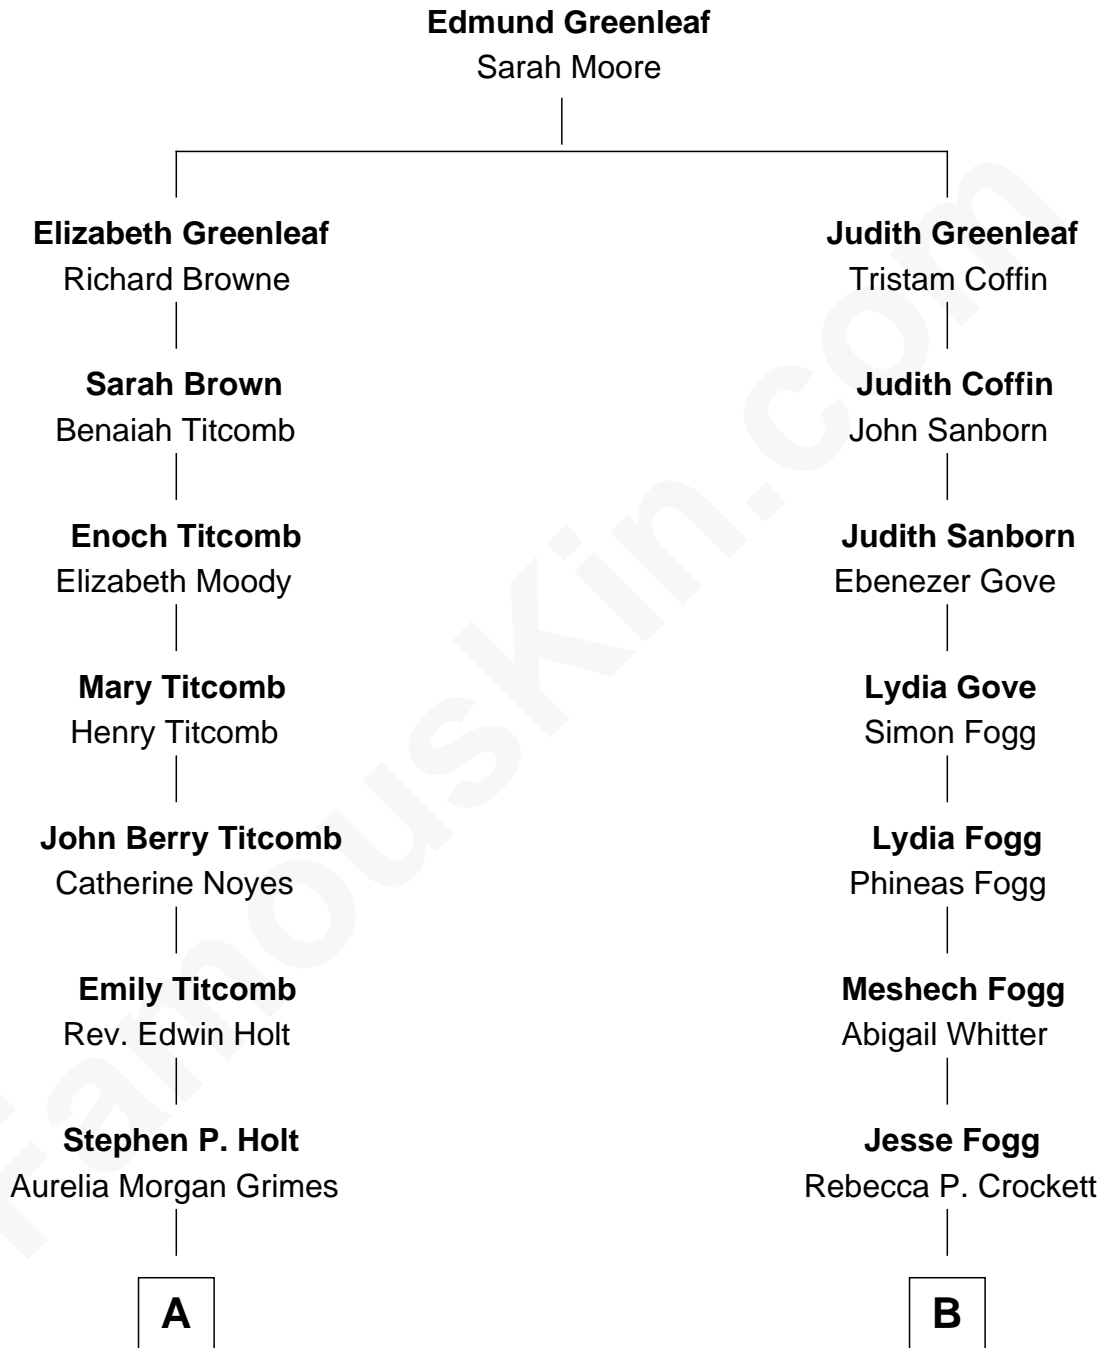 Edmund Greenleaf
Sarah Moore
Elizabeth Greenleaf
Richard Browne
Judith Greenleaf
Tristam Coffin
Sarah Brown
Benaiah Titcomb
Judith Coffin
John Sanborn
Enoch Titcomb
Elizabeth Moody
Judith Sanborn
Ebenezer Gove
Mary Titcomb
Henry Titcomb
Lydia Gove
Simon Fogg
John Berry Titcomb
Catherine Noyes
Lydia Fogg
Phineas Fogg
Emily Titcomb
Rev. Edwin Holt
Meshech Fogg
Abigail Whitter
Stephen P. Holt
Aurelia Morgan Grimes
Jesse Fogg
Rebecca P. Crockett
A
B
FamousKin.com